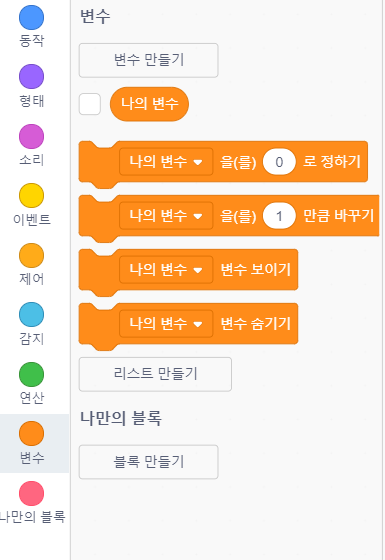 동작
형태
소리
이벤트
제어
감지
연산
변수
나만의 블록
변수
변수 만들기
나의 변수
나의 변수 을(를) 0 로 정하기
나의 변수 을(를) 1 만큼 바꾸기
나의 변수 변수 보이기
나의 변수 변수 숨기기
리스트 만들기
나만의 블록
블록 만들기